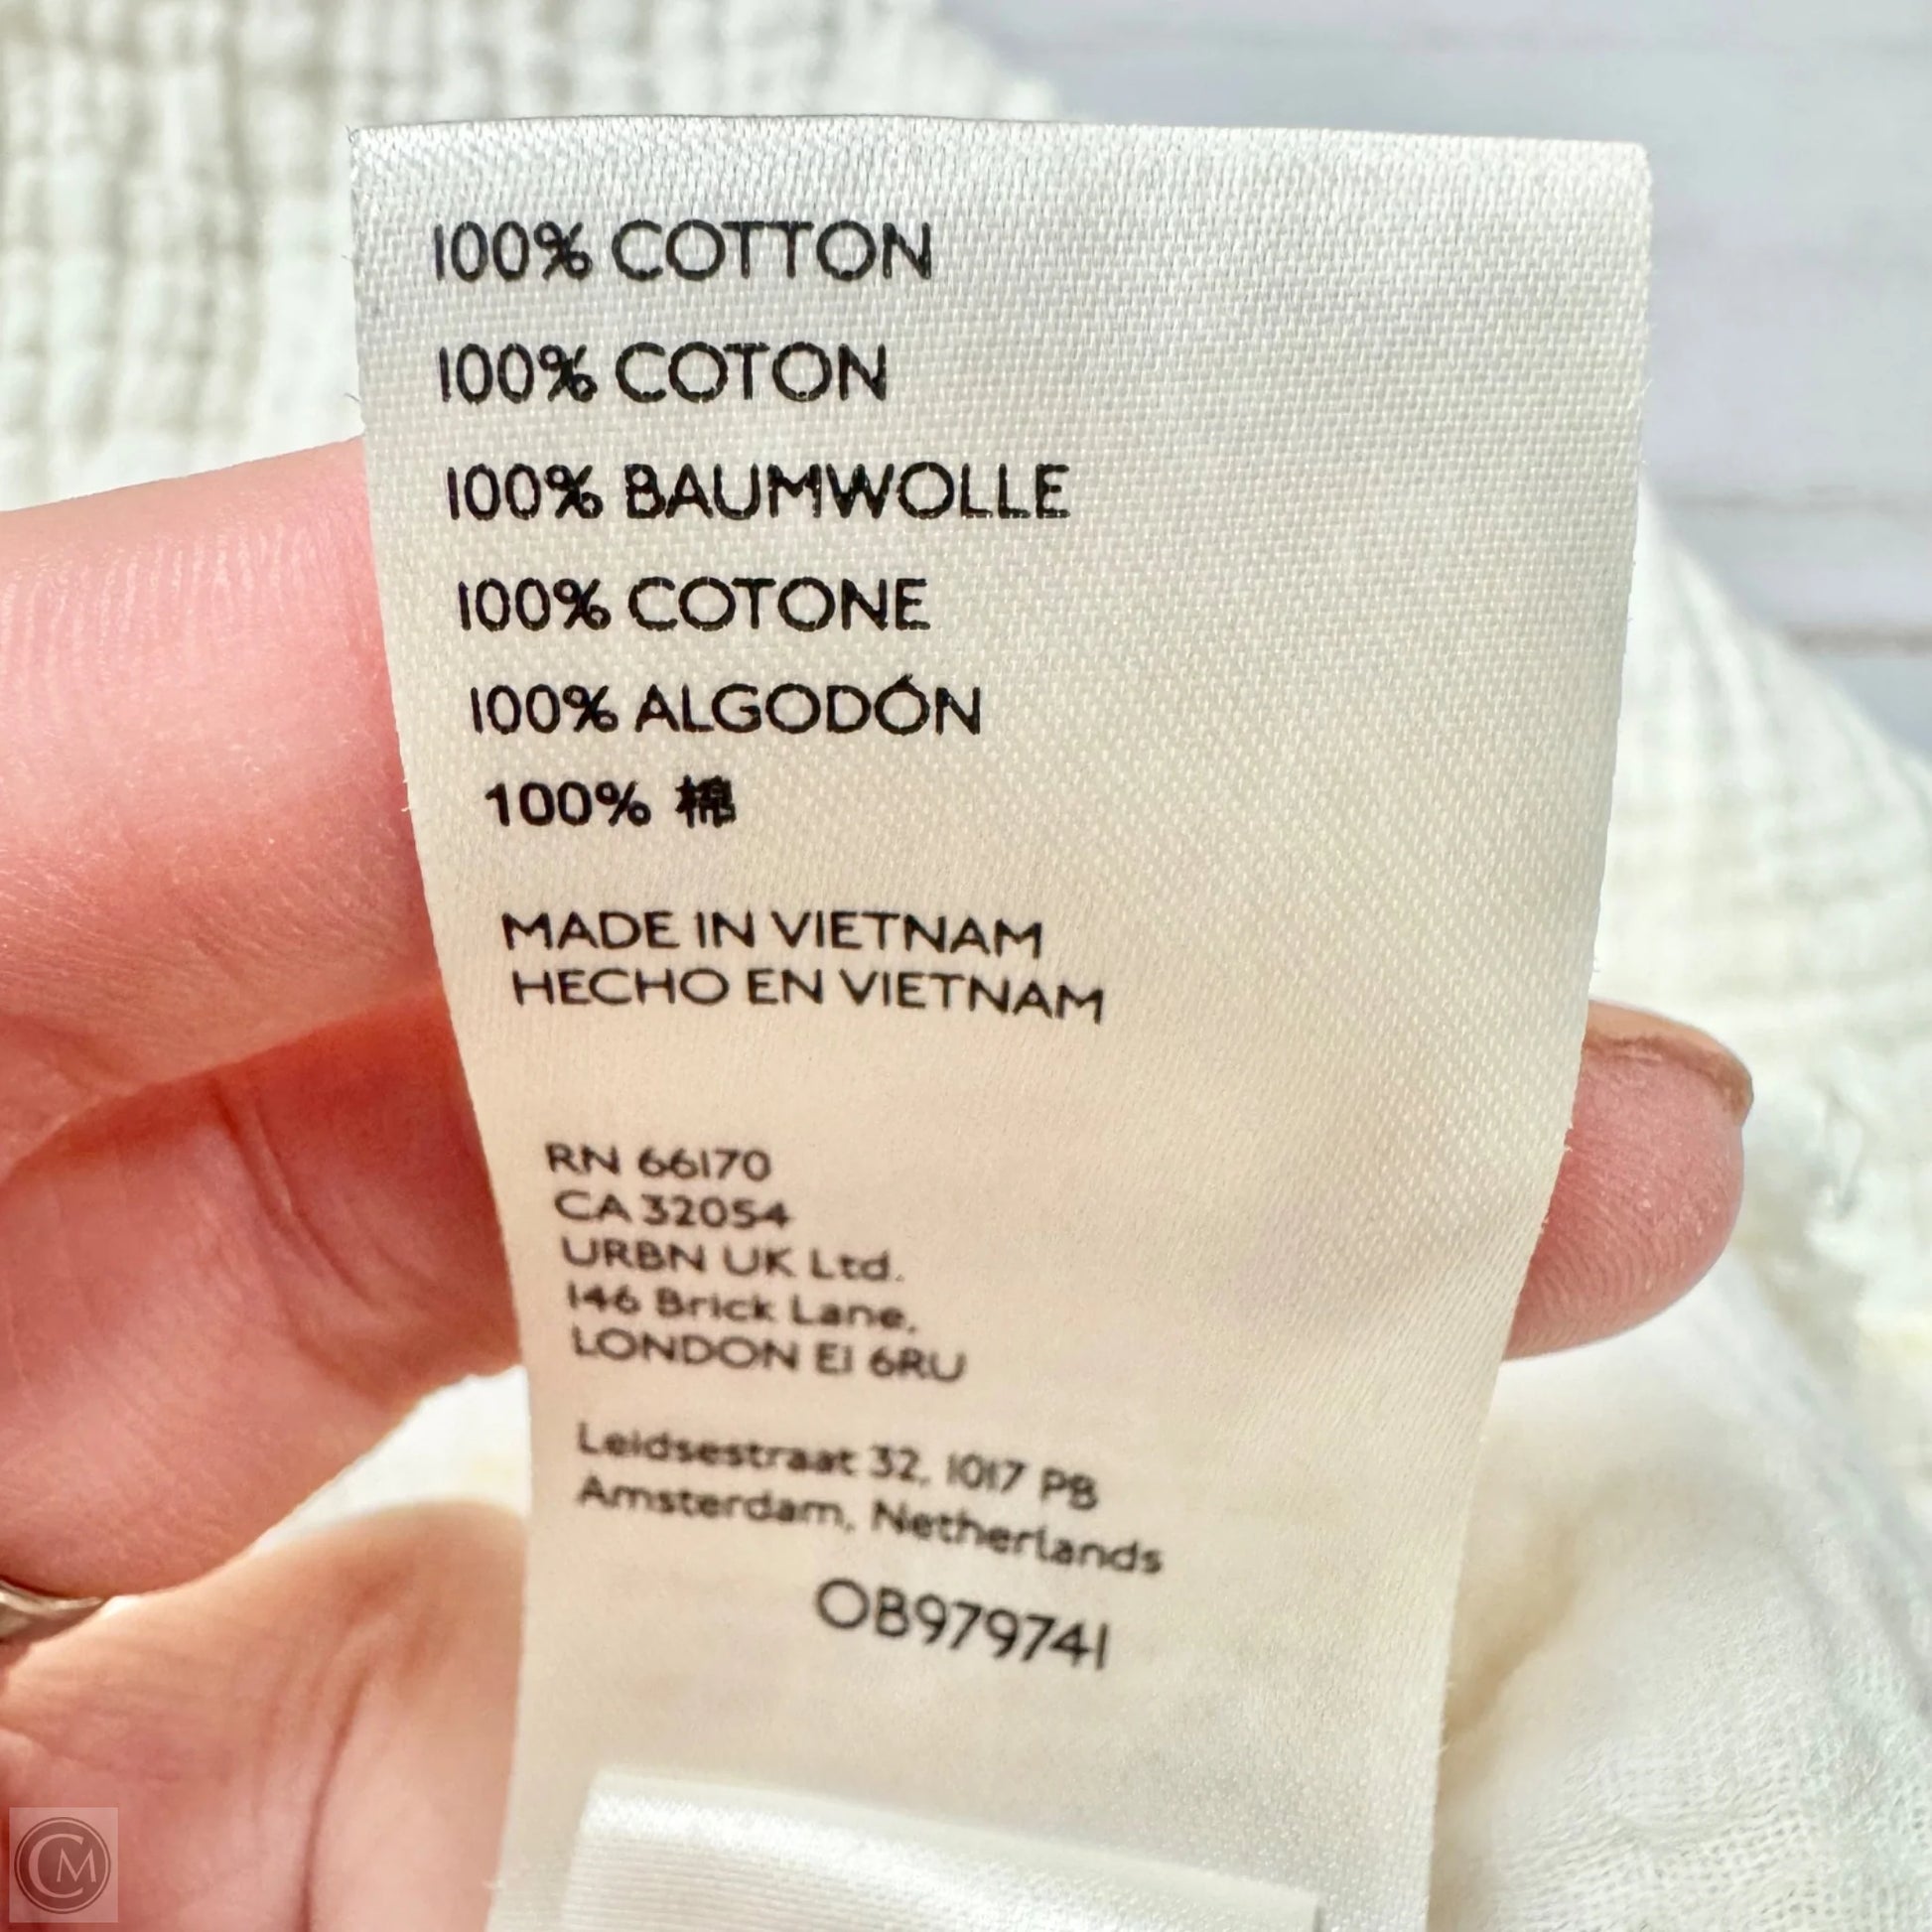 100% COTTON
100% COTON
100% BAUMWOLLE
100% COTONE
100% ALGODÓN
100% 棉
MADE IN VIETNAM
HECHO EN VIETNAM
RN 66170
CA 32054
URBN UK Ltd.
146 Brick Lane,
LONDON E1 6RU
Leidsestraat 32, 1017 PB
Amsterdam, Netherlands
OB979741
CM